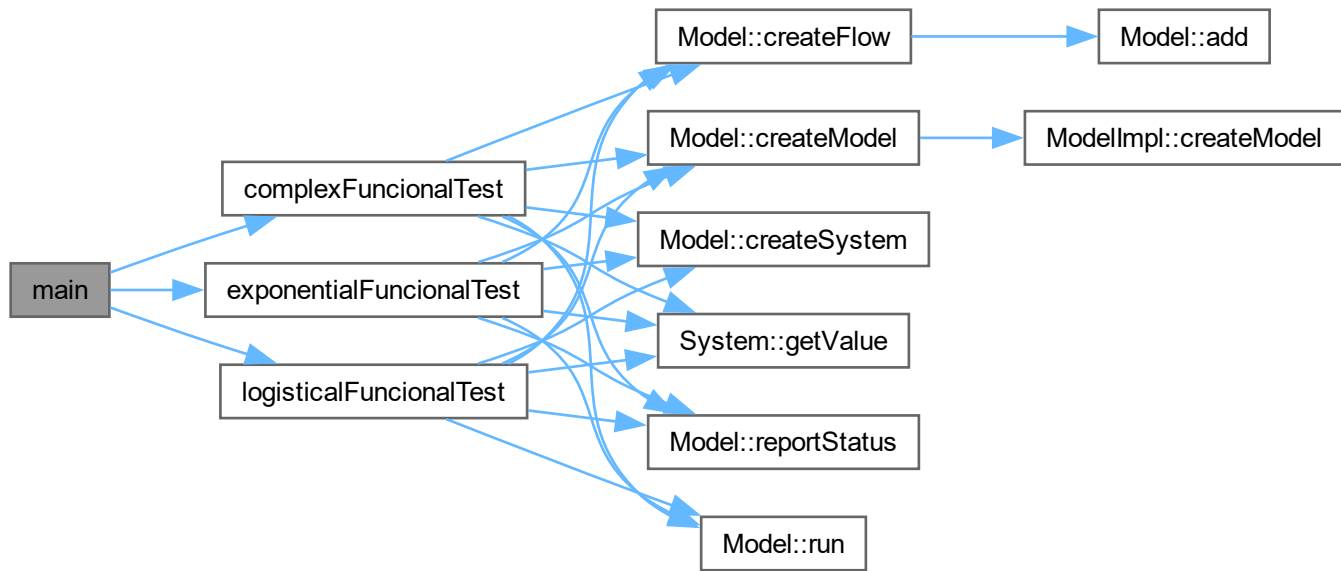 main
complexFuncionalTest
exponentialFuncionalTest
logisticalFuncionalTest
Model::createFlow
Model::createModel
Model::createSystem
System::getValue
Model::reportStatus
Model::run
Model::add
ModelImpl::createModel